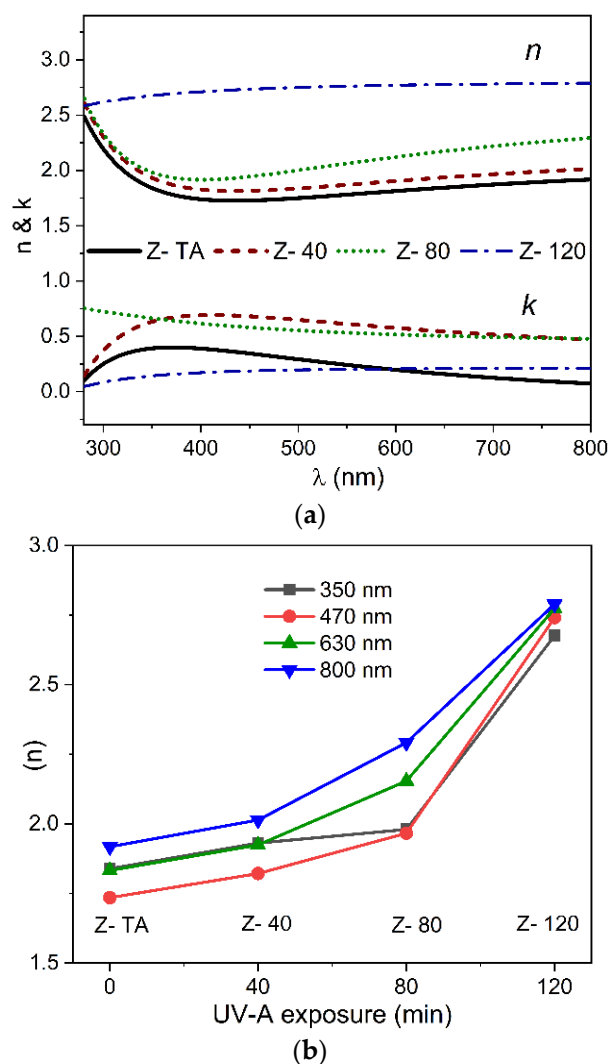 n
3.0
2.5
2.0
1.5
1.0
0.5
0.0
n & k
Z- TA Z- 40 Z- 80 Z- 120
k
300 400 500 600 700 800
λ (nm)
(a)
3.0
2.5
2.0
1.5
(n)
350 nm
470 nm
630 nm
800 nm
Z- TA Z- 40 Z- 80 Z- 120
0 40 80 120
UV-A exposure (min)
(b)